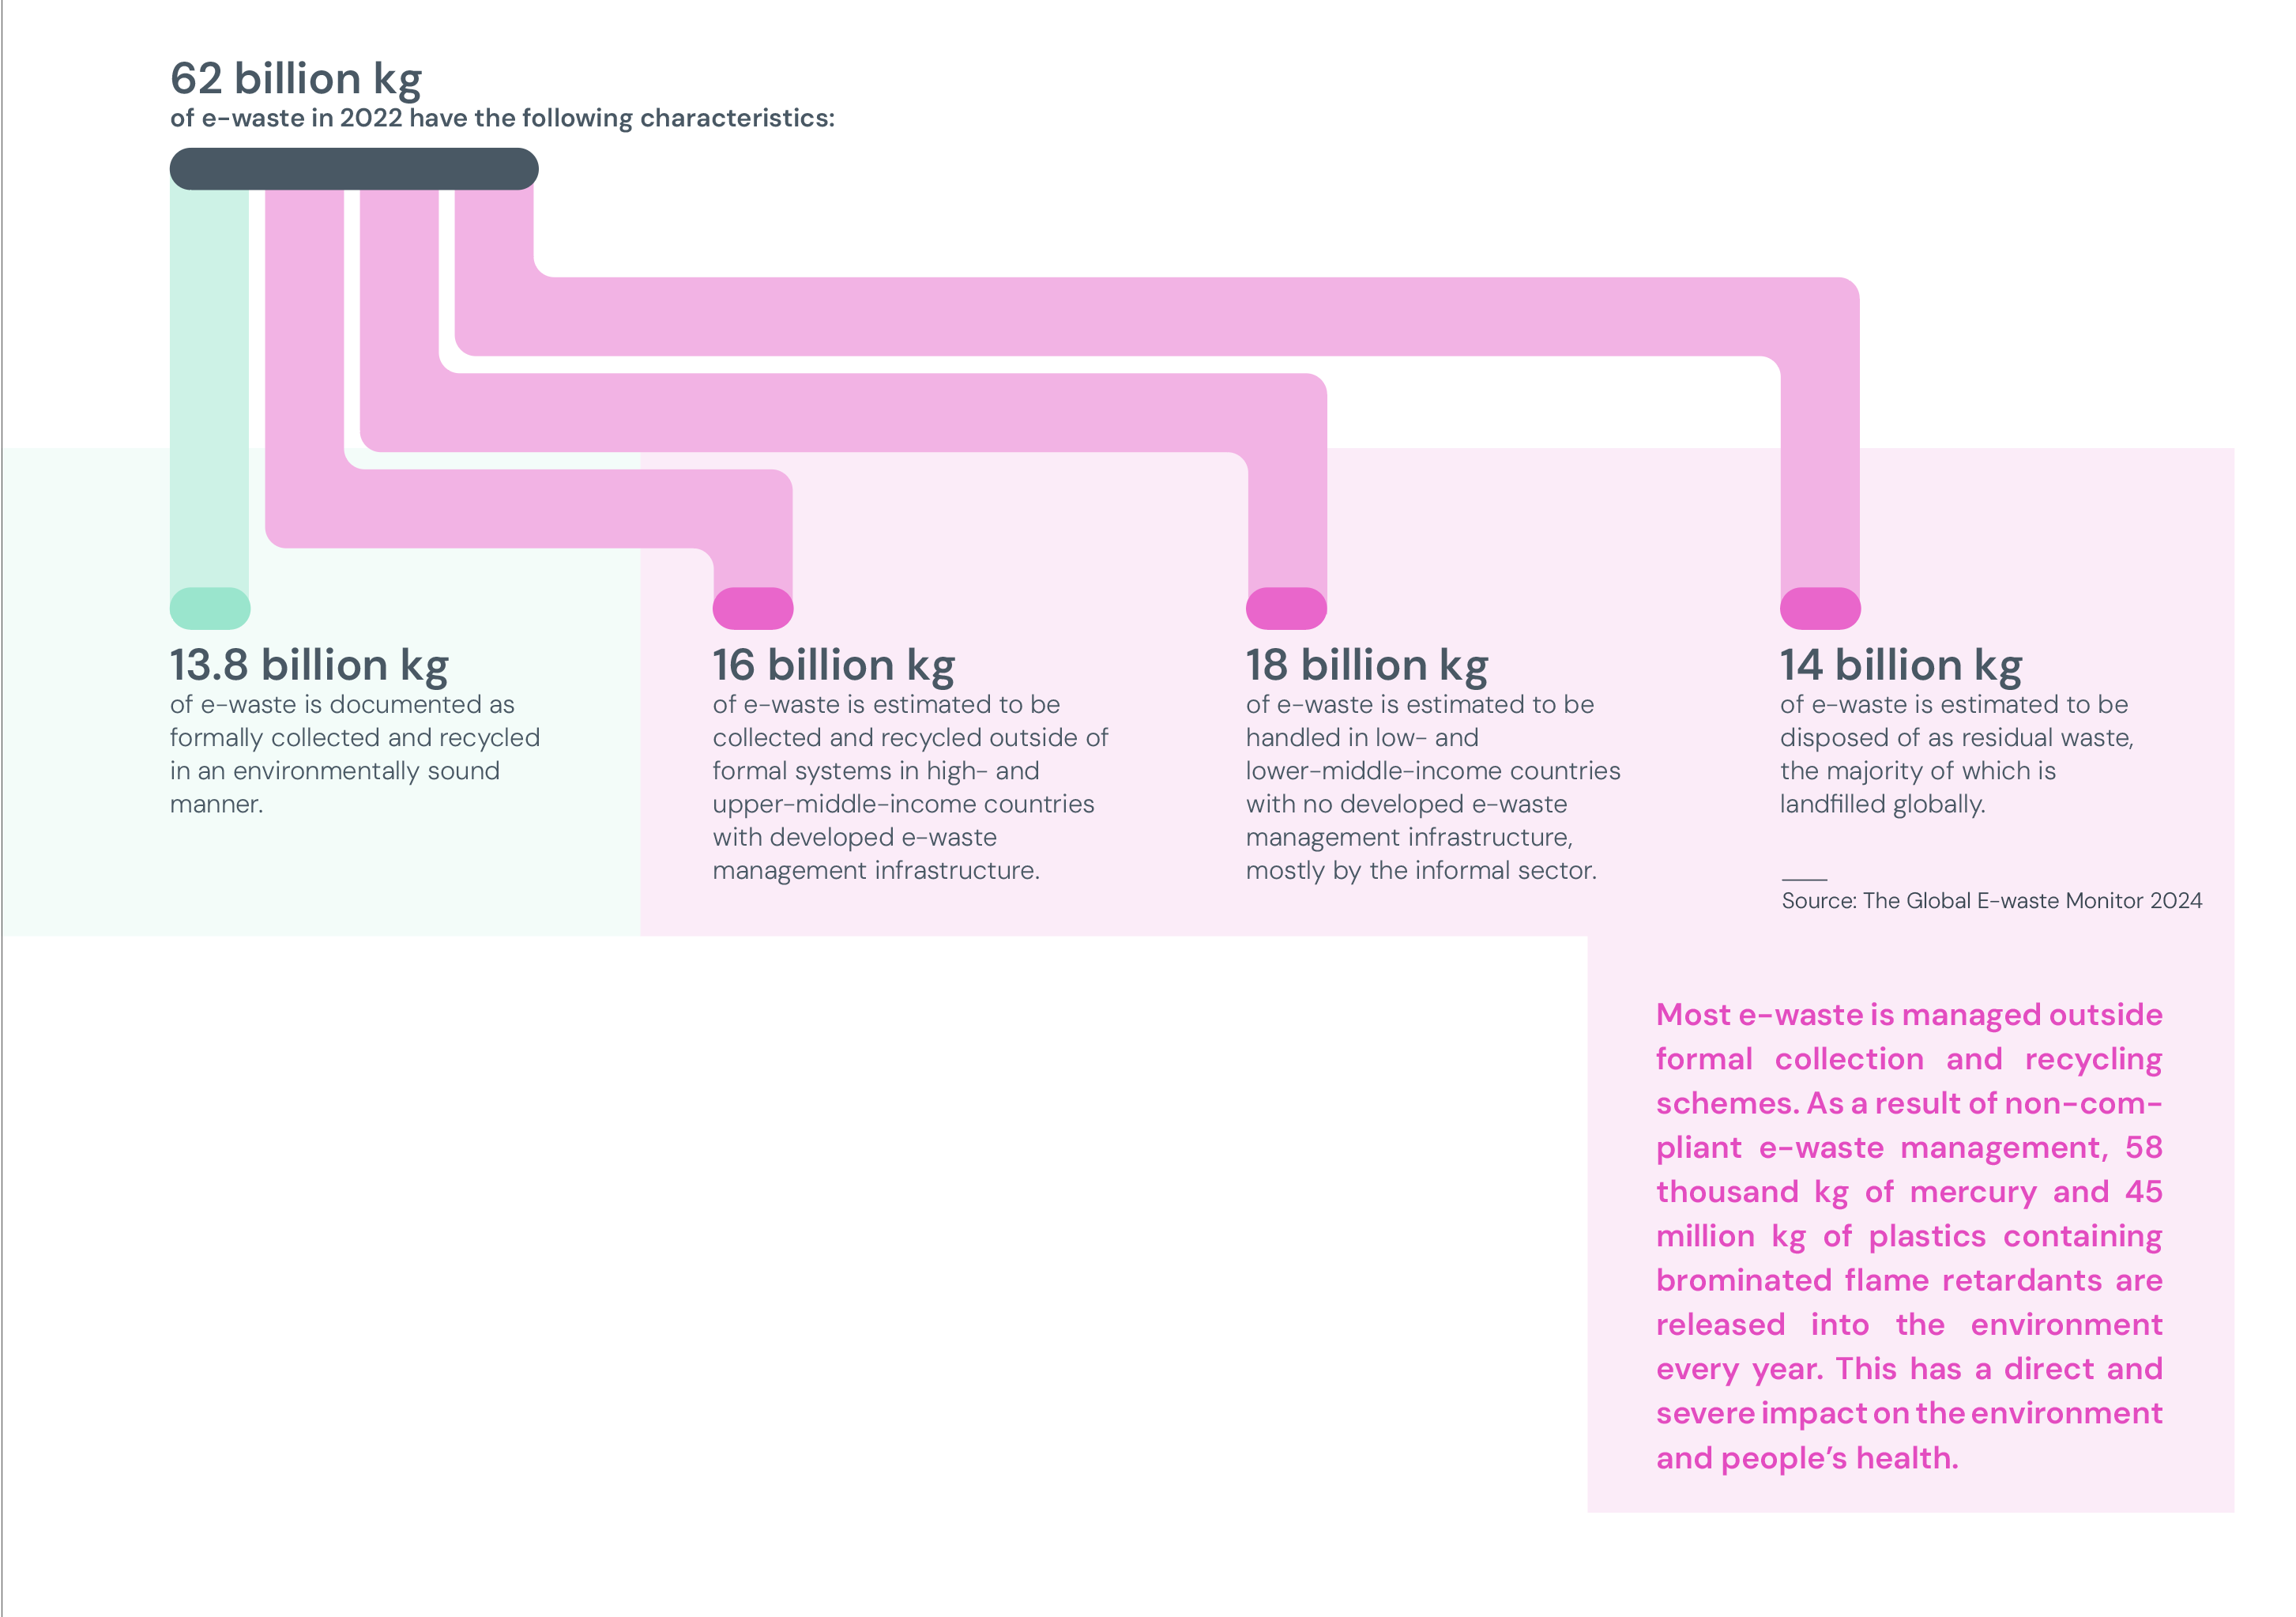 62 billion kg
of e-waste in 2022 have the following characteristics:
13.8 billion kg
of e-waste is documented as
formally collected and recycled
in an environmentally sound
manner.
16 billion kg
of e-waste is estimated to be
collected and recycled outside of
formal systems in high- and
upper-middle-income countries
with developed e-waste
management infrastructure.
18 billion kg
of e-waste is estimated to be
handled in low- and
lower-middle-income countries
with no developed e-waste
management infrastructure,
mostly by the informal sector.
14 billion kg
of e-waste is estimated to be
disposed of as residual waste,
the majority of which is
landfilled globally.
Source: The Global E-waste Monitor 2024
Most e-waste is managed outside
formal collection and recycling
schemes. As a result of non-com-
pliant e-waste management, 58
thousand kg of mercury and 45
million kg of plastics containing
brominated flame retardants are
released into the environment
every year. This has a direct and
severe impact on the environment
and people’s health.